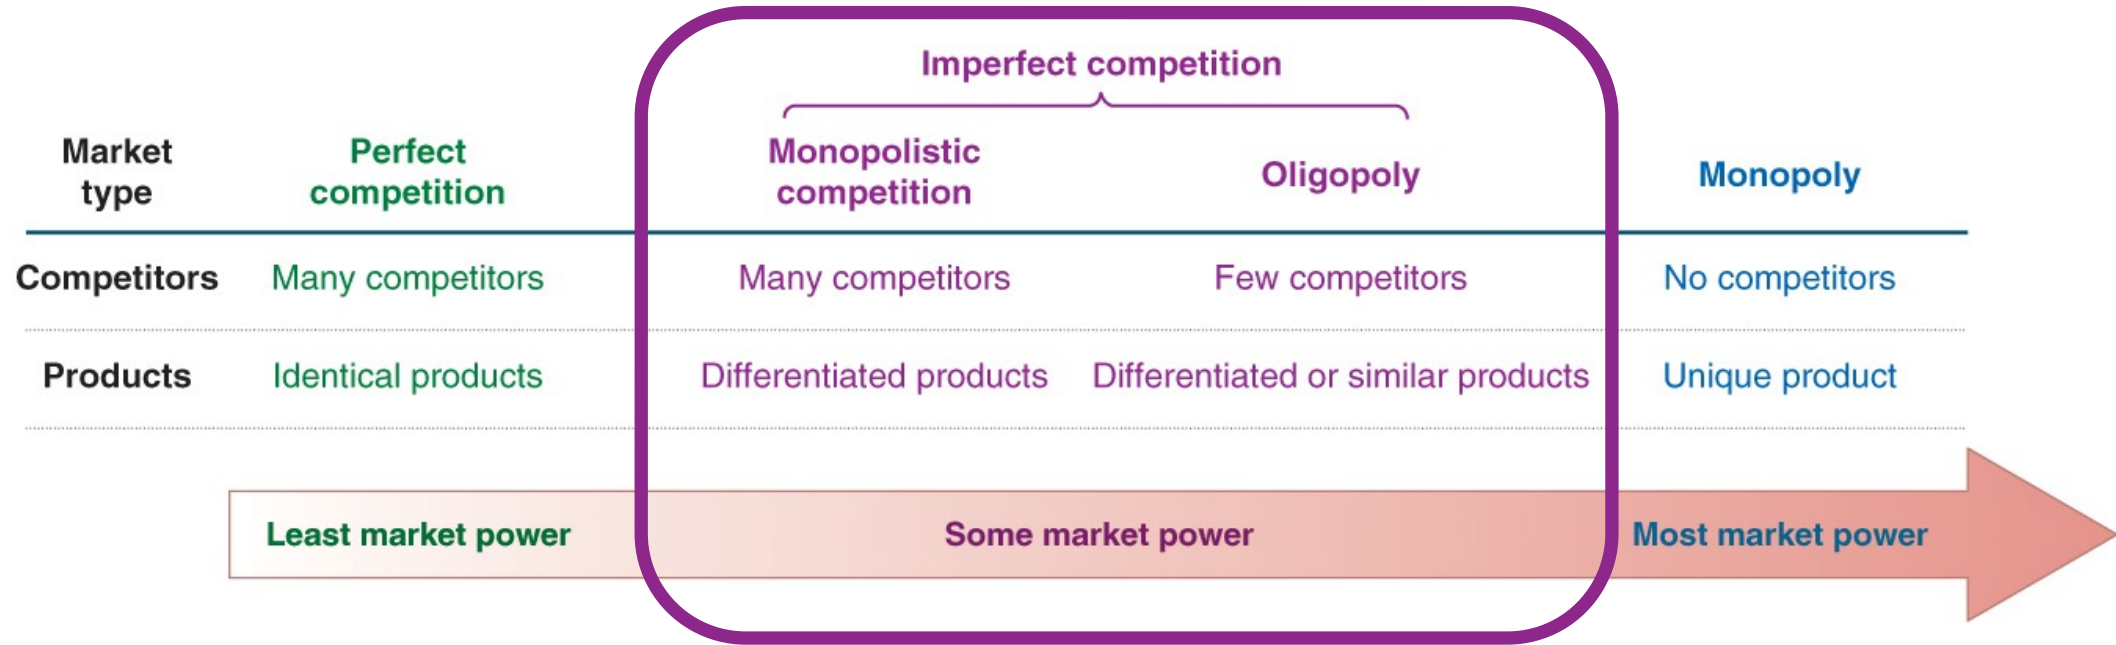 Imperfect competition
Market type
Perfect competition
Monopolistic competition
Oligopoly
Monopoly
Competitors
Many competitors
Many competitors
Few competitors
No competitors
Products
Identical products
Differentiated products
Differentiated or similar products
Unique product
Least market power
Some market power
Most market power